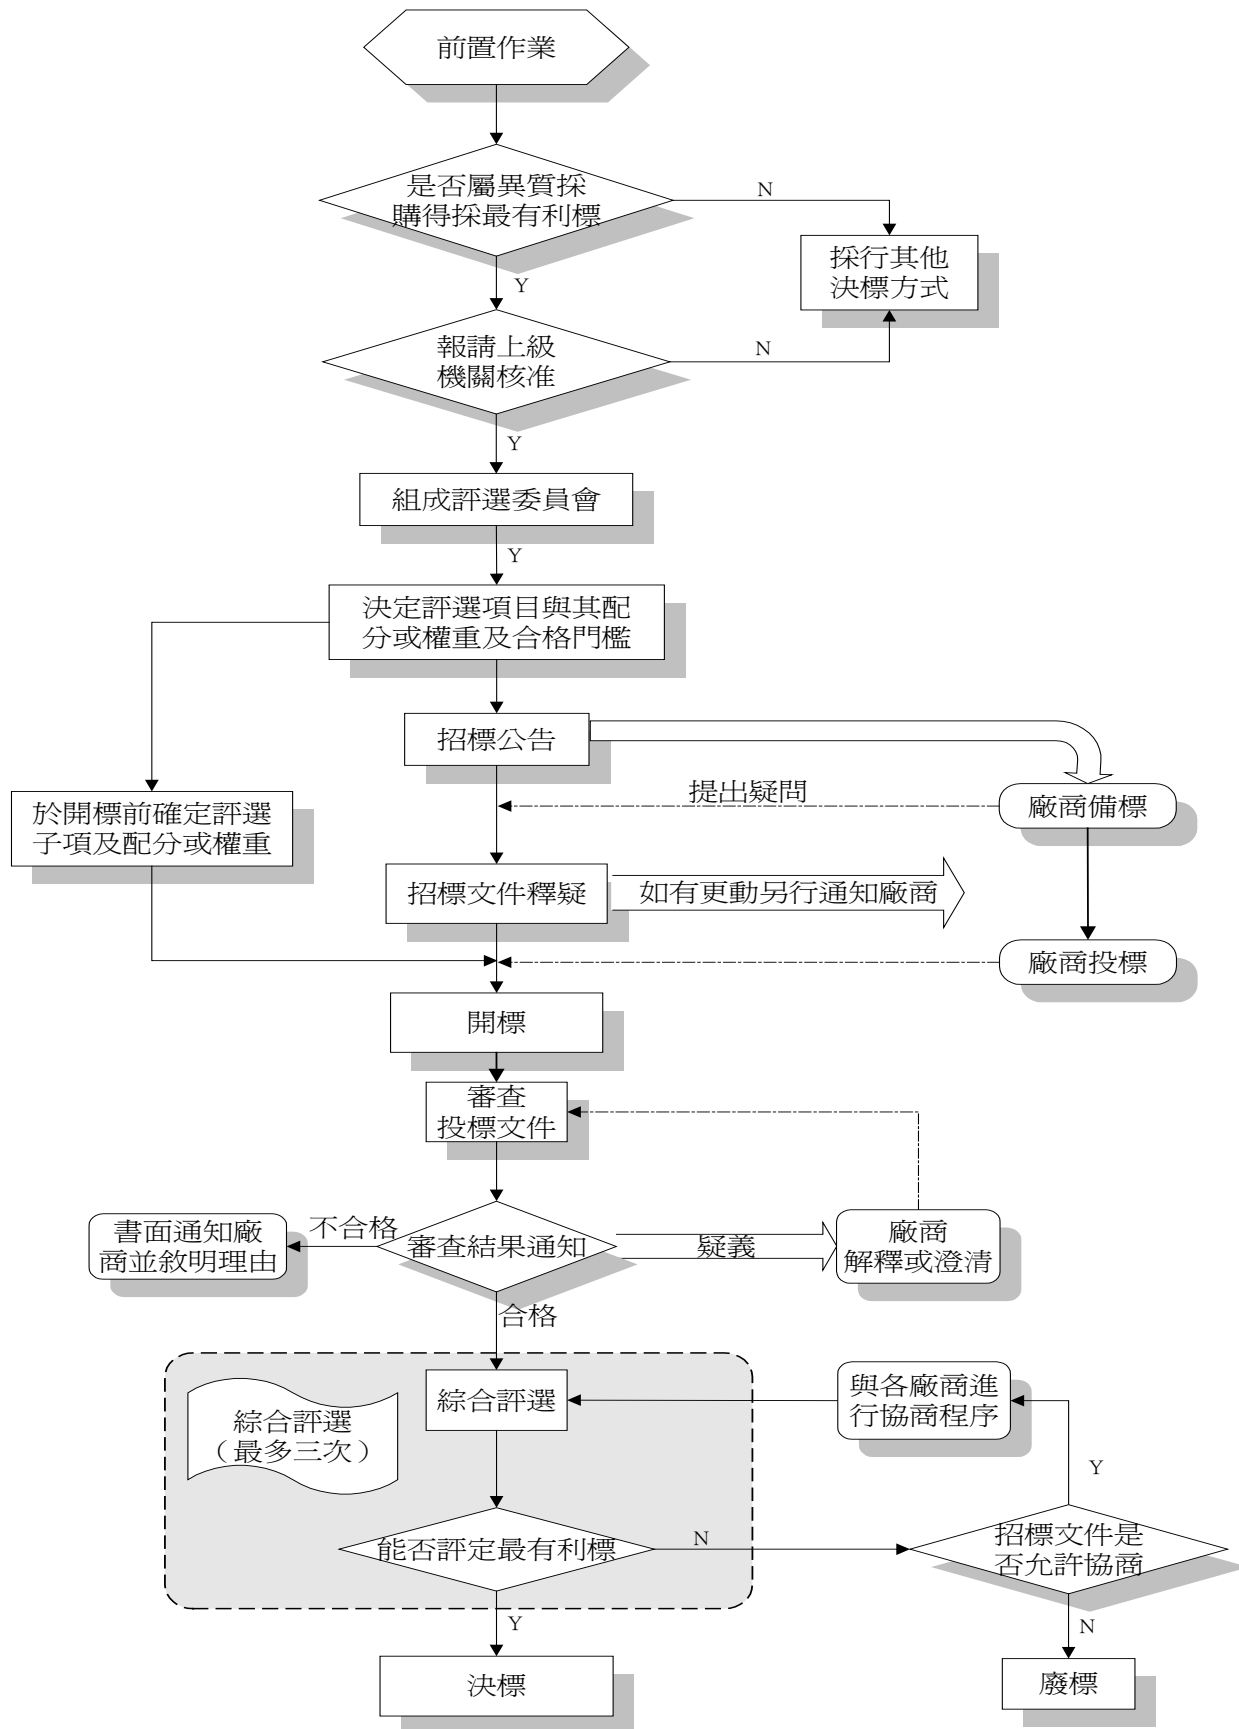 前置作業
是否屬異質採
購得採最有利標
N
採行其他
決標方式
Y
報請上級
機關核准
N
Y
組成評選委員會
Y
決定評選項目與其配
分或權重及合格門檻
招標公告
提出疑問
廠商備標
於開標前確定評選
子項及配分或權重
招標文件釋疑
如有更動另行通知廠商
廠商投標
開標
審查
投標文件
書面通知廠
商並敘明理由
不合格
審查結果通知
疑義
廠商
解釋或澄清
合格
綜合評選
（最多三次）
綜合評選
與各廠商進
行協商程序
Y
能否評定最有利標
N
招標文件是
否允許協商
Y
N
決標
廢標